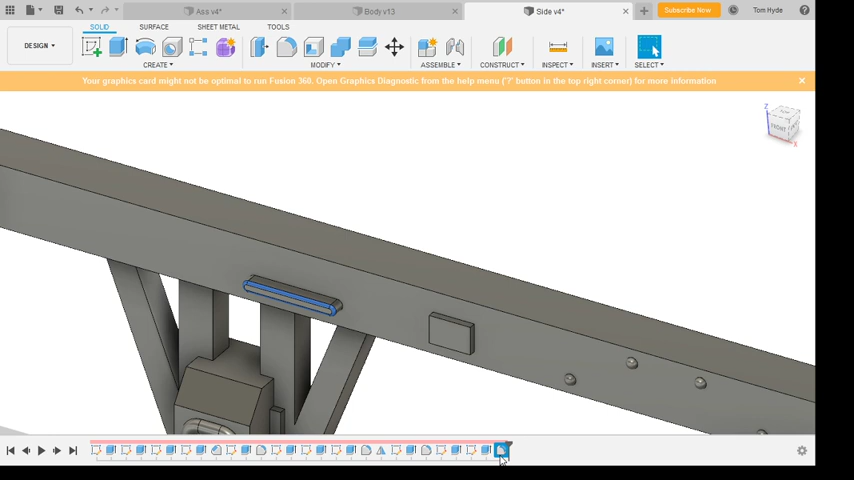 Ass v4*
Body v13
Side v4*
Subscribe Now
Tom Hyde
SOLID
SURFACE
SHEET METAL
TOOLS
DESIGN
CREATE
MODIFY
ASSEMBLE
CONSTRUCT
INSPECT
INSERT
SELECT
Your graphics card might not be optimal to run Fusion 360. Open Graphics Diagnostic from the help menu ('?' button in the top right corner) for more information
Z
FRONT
X